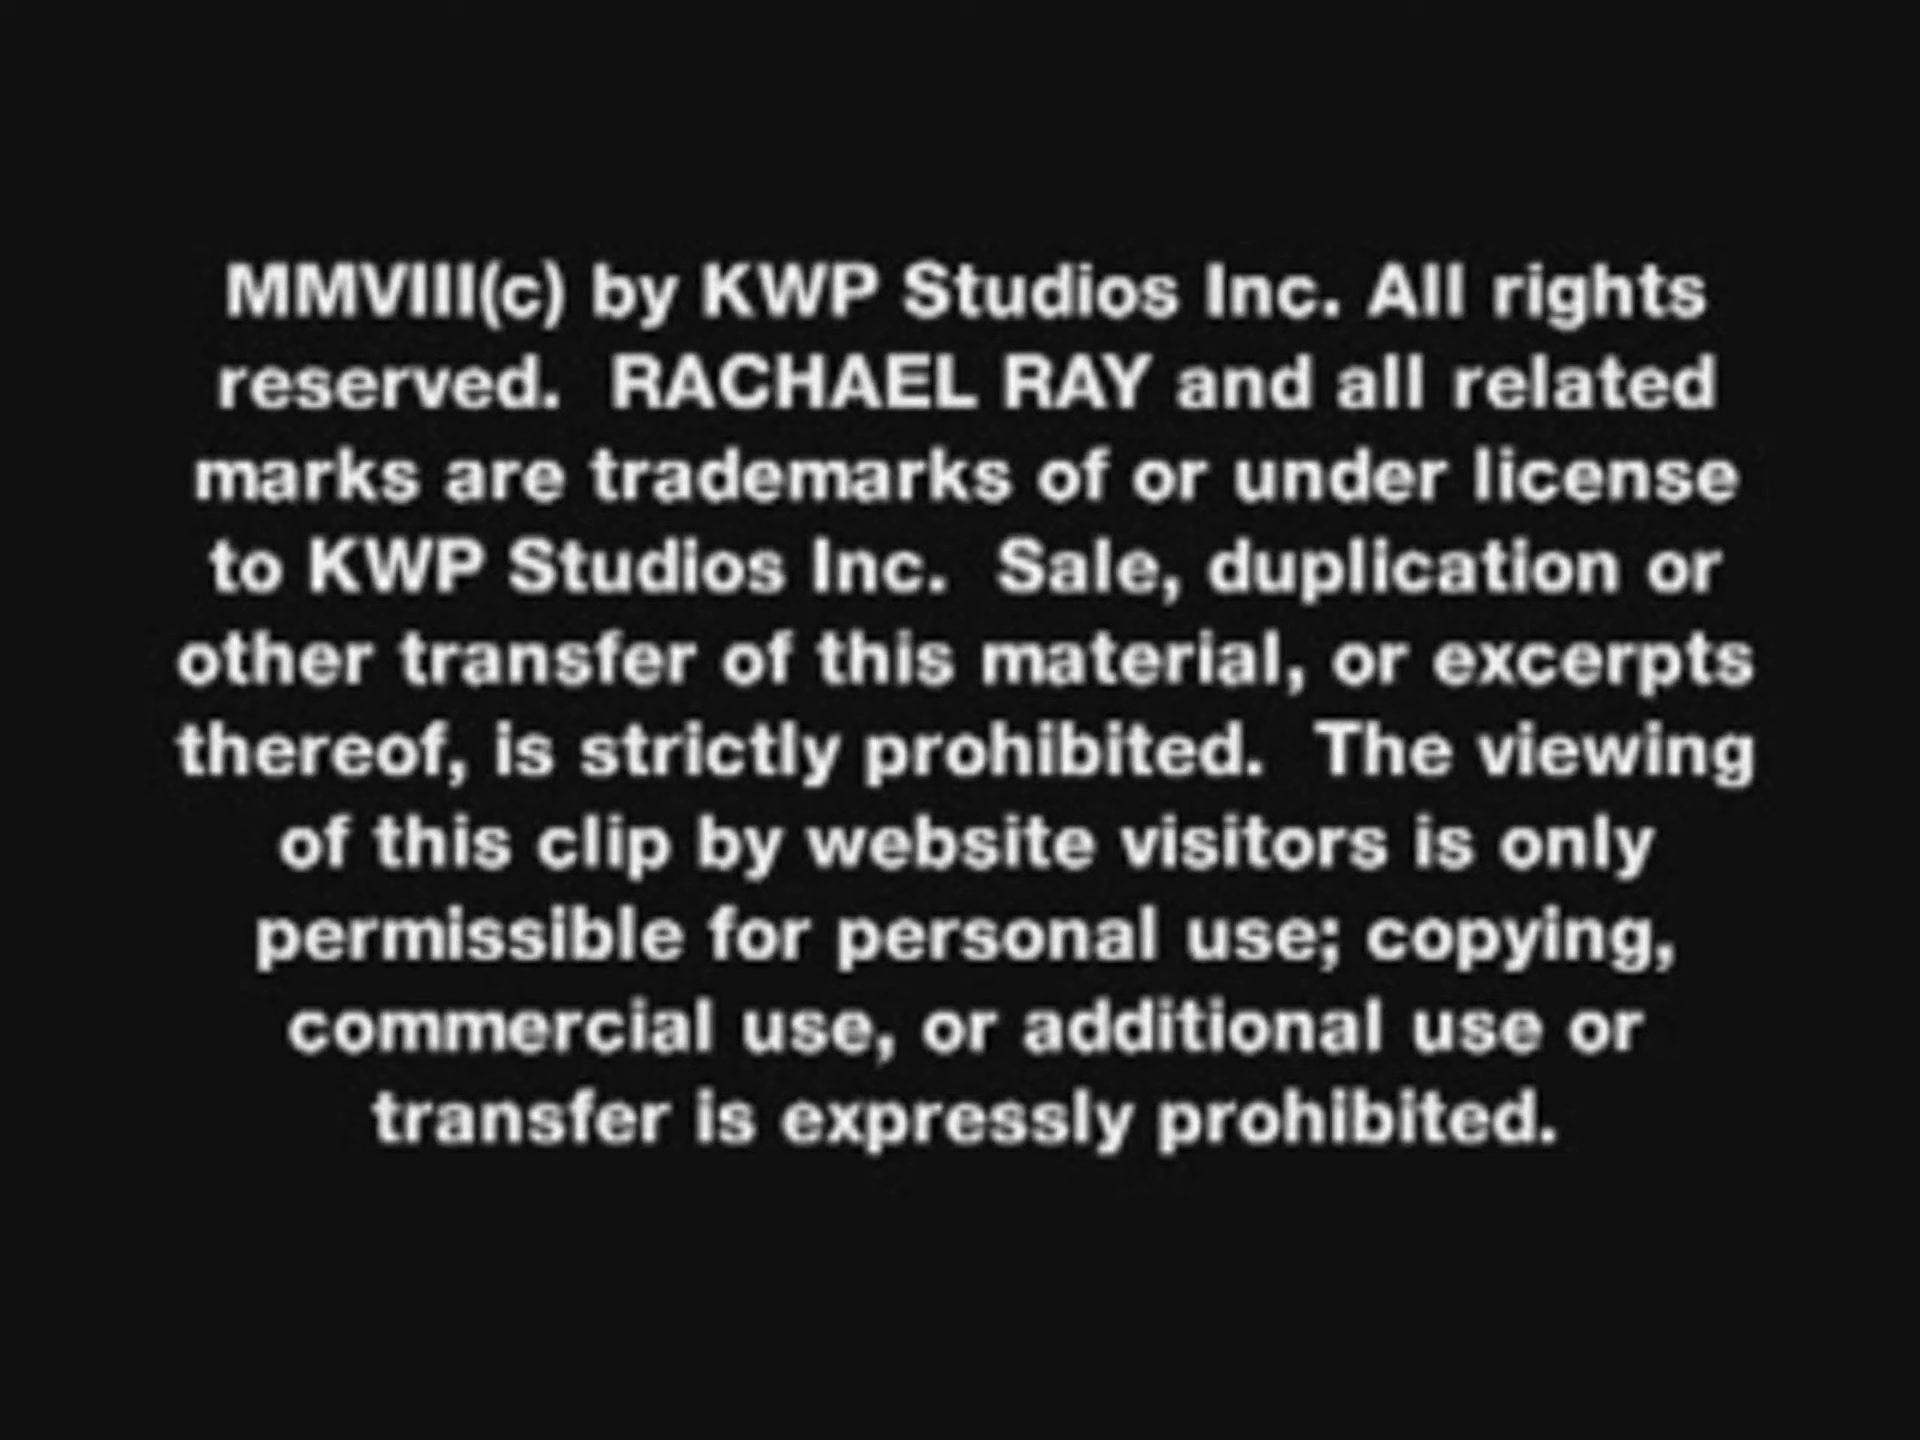 MMVIII(c) by KWP Studios Inc. All rights
reserved.  RACHAEL RAY and all related
marks are trademarks of or under license
to KWP Studios Inc.  Sale, duplication or
other transfer of this material, or excerpts
thereof, is strictly prohibited.  The viewing
of this clip by website visitors is only
permissible for personal use; copying,
commercial use, or additional use or
transfer is expressly prohibited.